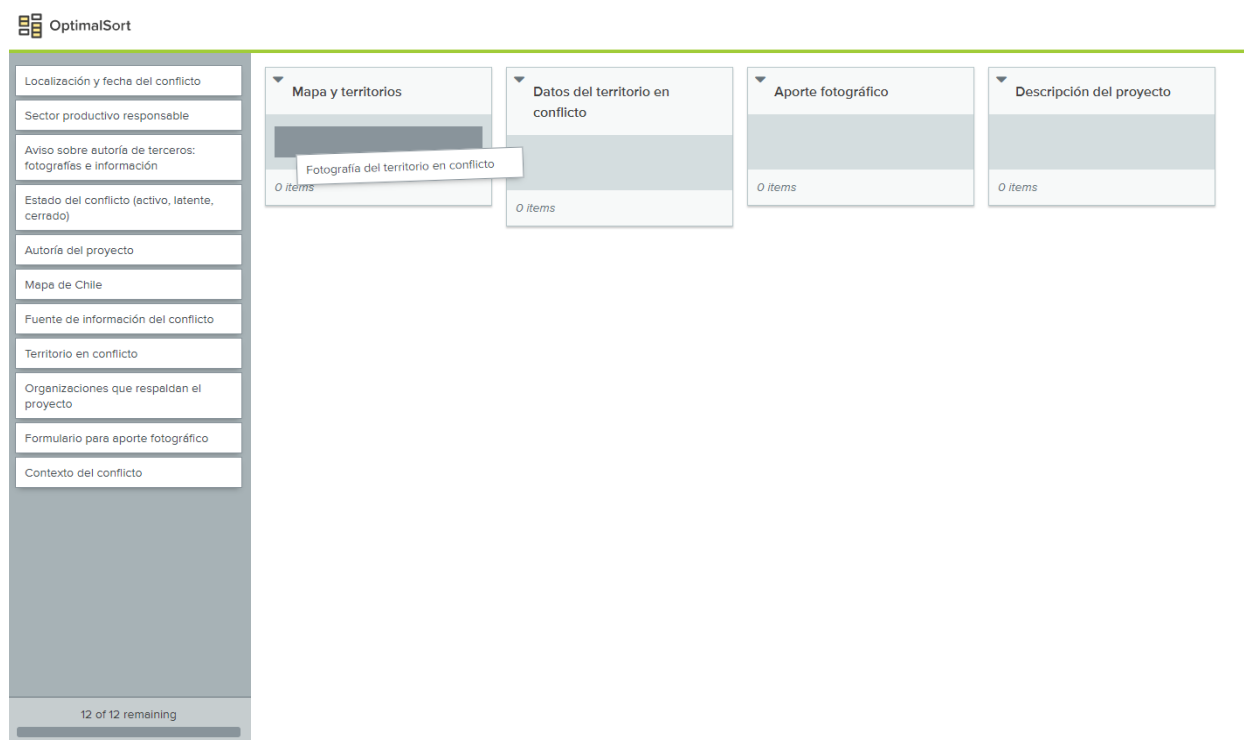 OptimalSort
Localización y fecha del conflicto
Sector productivo responsable
Aviso sobre autoría de terceros:
fotografías e información
Estado del conflicto (activo, latente,
cerrado)
Autoría del proyecto
Mapa de Chile
Fuente de información del conflicto
Territorio en conflicto
Organizaciones que respaldan el
proyecto
Formulario para aporte fotográfico
Contexto del conflicto
12 of 12 remaining
Mapa y territorios
Fotografía del territorio en conflicto
0 items
Datos del territorio en
conflicto
0 items
Aporte fotográfico
0 items
Descripción del proyecto
0 items